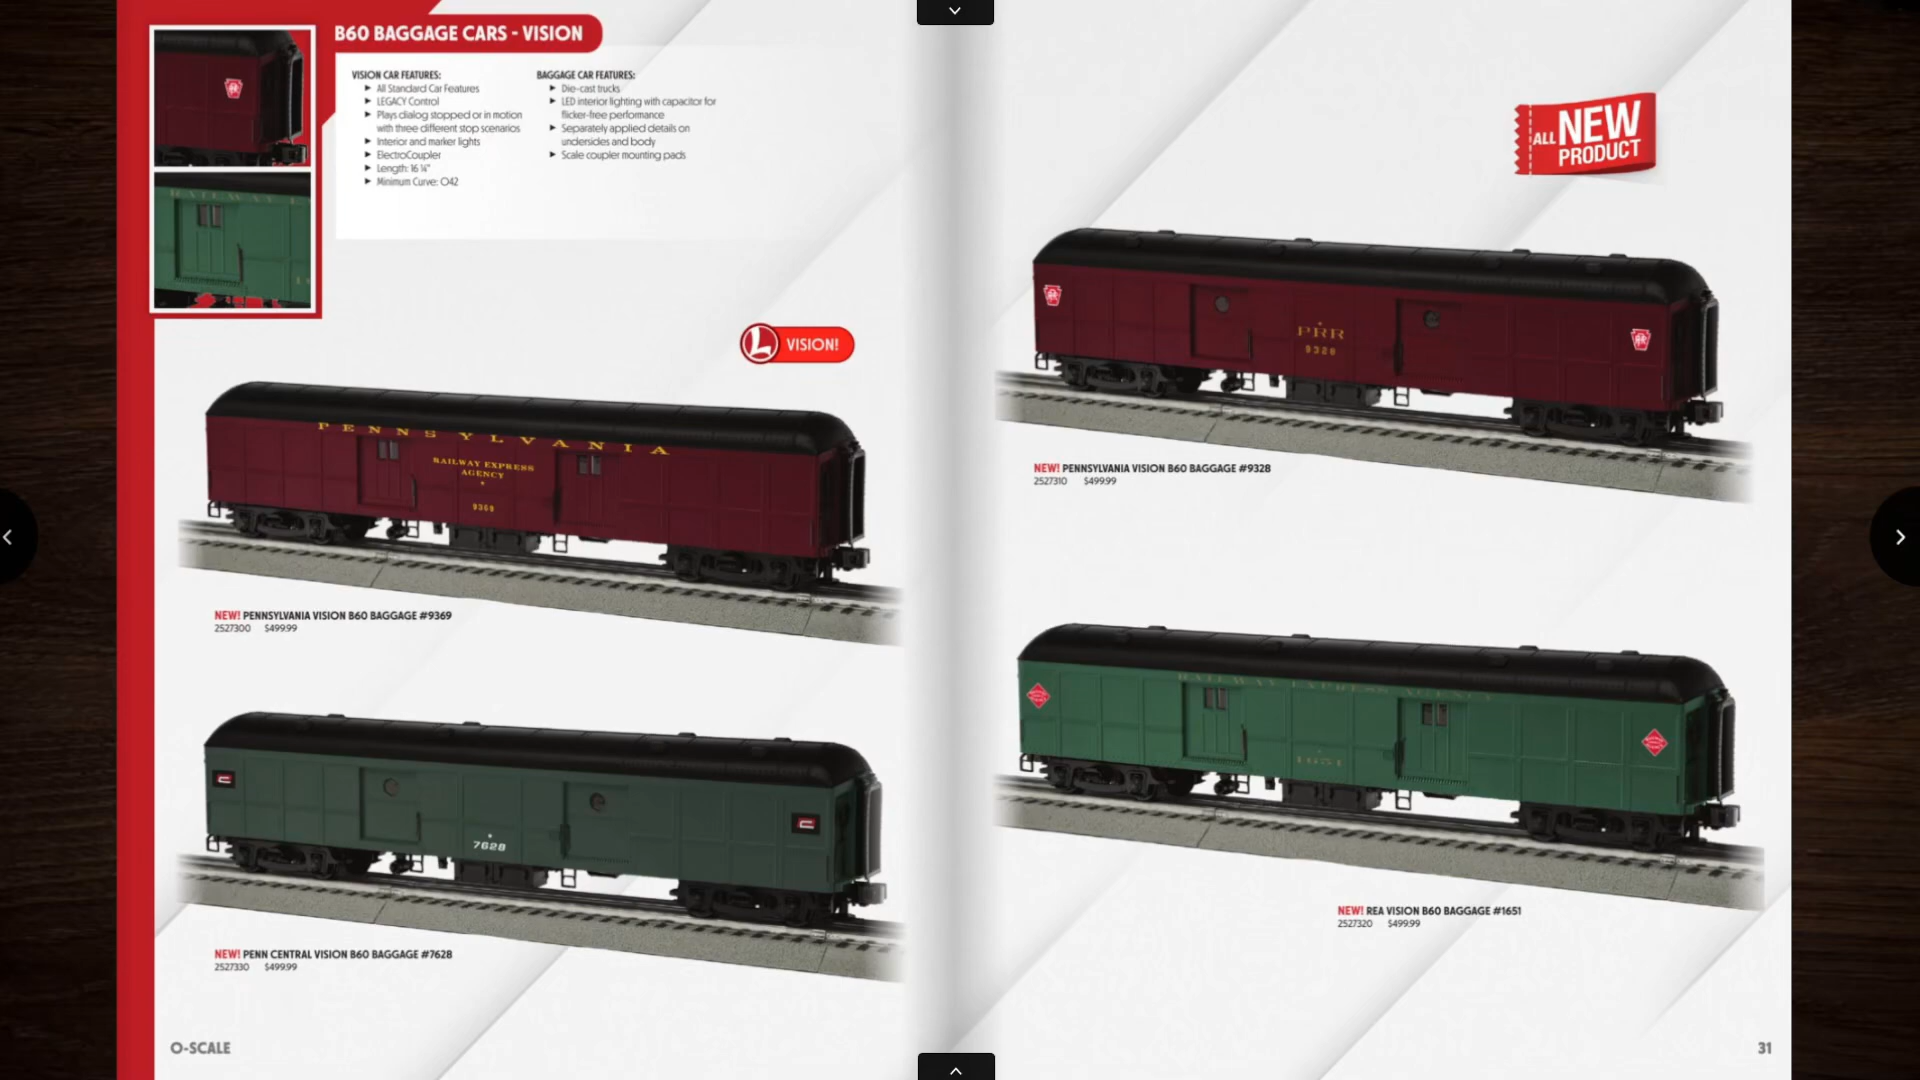 B60 BAGGAGE CARS - VISION
VISION CAR FEATURES:
► All Standard Car Features
► LEGACY Control
► Plays dialog stopped or in motion
with three different stop scenarios
► Interior and marker lights
► ElectroCoupler
► Length: 16 ¼"
► Minimum Curve: O42
BAGGAGE CAR FEATURES:
► Die-cast trucks
► LED interior lighting with capacitor for
flicker-free performance
► Separately applied details on
undersides and body
► Scale coupler mounting pads
RAILWAY E
L VISION!
PENNSYLVANIA
RAILWAY EXPRESS
AGENCY
9369
NEW! PENNSYLVANIA VISION B60 BAGGAGE #9369
2527300 $499.99
7628
NEW! PENN CENTRAL VISION B60 BAGGAGE #7628
2527330 $499.99
O-SCALE
ALL NEW
PRODUCT
PRR
9328
NEW! PENNSYLVANIA VISION B60 BAGGAGE #9328
2527310 $499.99
RAILWAY EXPRESS AGENCY
1651
NEW! REA VISION B60 BAGGAGE #1651
2527320 $499.99
31